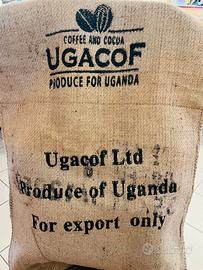 COFFEE AND COCOA
UGACOF
PRODUCE FOR UGANDA
Ugacof Ltd
Produce of Uganda
For export only